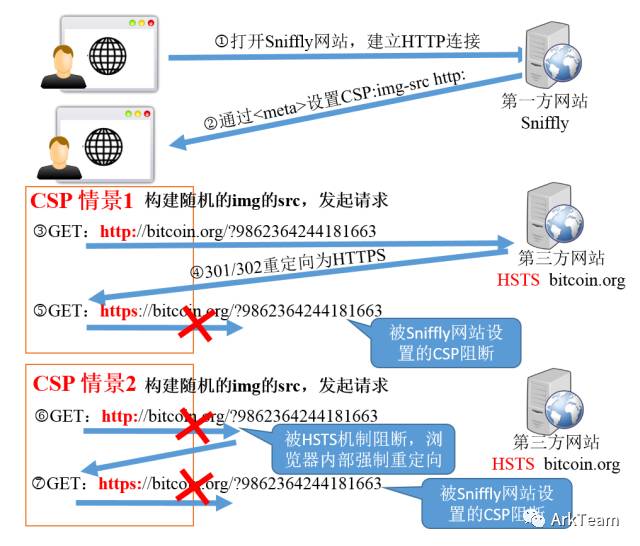 ①打开Sniffly网站，建立HTTP连接
②通过<meta>设置CSP:img-src http:
第一方网站
Sniffly
CSP 情景1 构建随机的img的src，发起请求
③GET：http://bitcoin.org/?9862364244181663
④301/302重定向为HTTPS
第三方网站
HSTS bitcoin.org
⑤GET：https://bitcoin.org/?9862364244181663
被Sniffly网站设
置的CSP阻断
CSP 情景2 构建随机的img的src，发起请求
⑥GET：http://bitcoin.org/?9862364244181663
被HSTS机制阻断，浏
览器内部强制重定向
第三方网站
HSTS bitcoin.org
⑦GET：https://bitcoin.org/?9862364244181663
被Sniffly网站设
置的CSP阻断
ArkTeam